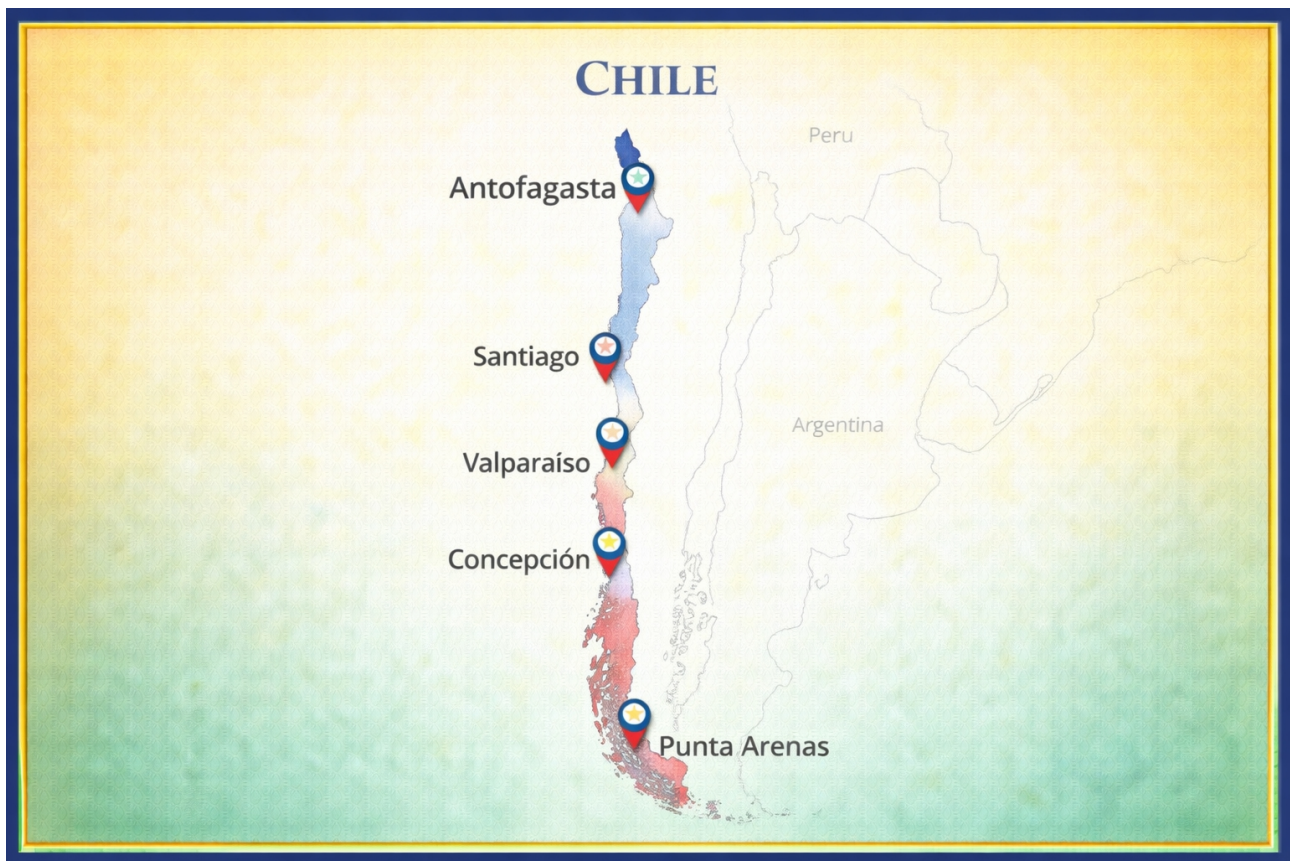 CHILE
Peru
Antofagasta
Santiago
Argentina
Valparaíso
Concepción
Punta Arenas